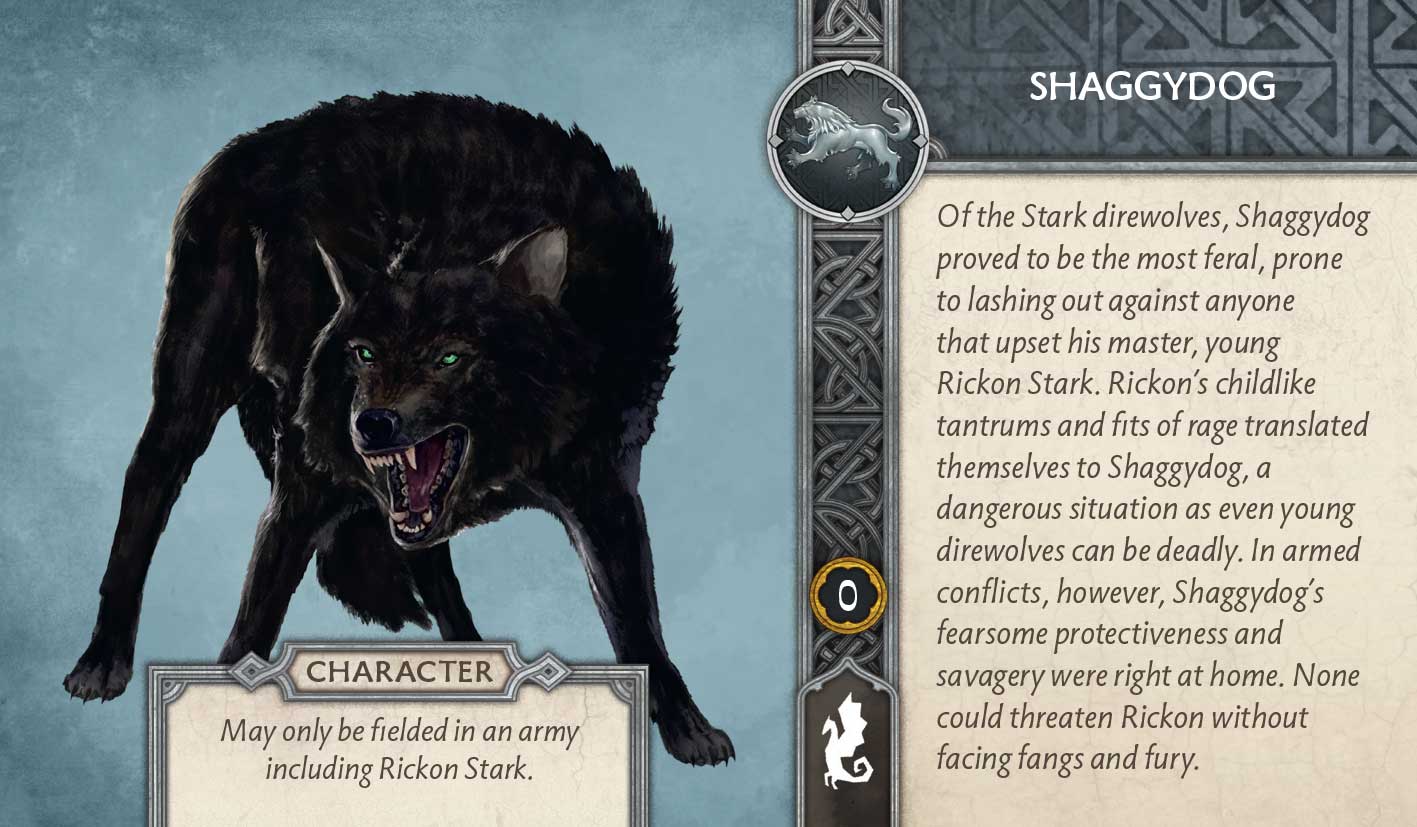 SHAGGYDOG
Of the Stark direwolves, Shaggydog
proved to be the most feral, prone
to lashing out against anyone
that upset his master, young
Rickon Stark. Rickon's childlike
tantrums and fits of rage translated
themselves to Shaggydog, a
dangerous situation as even young
direwolves can be deadly. In armed
conflicts, however, Shaggydog's
fearsome protectiveness and
savagery were right at home. None
could threaten Rickon without
facing fangs and fury.
0
CHARACTER
May only be fielded in an army
including Rickon Stark.